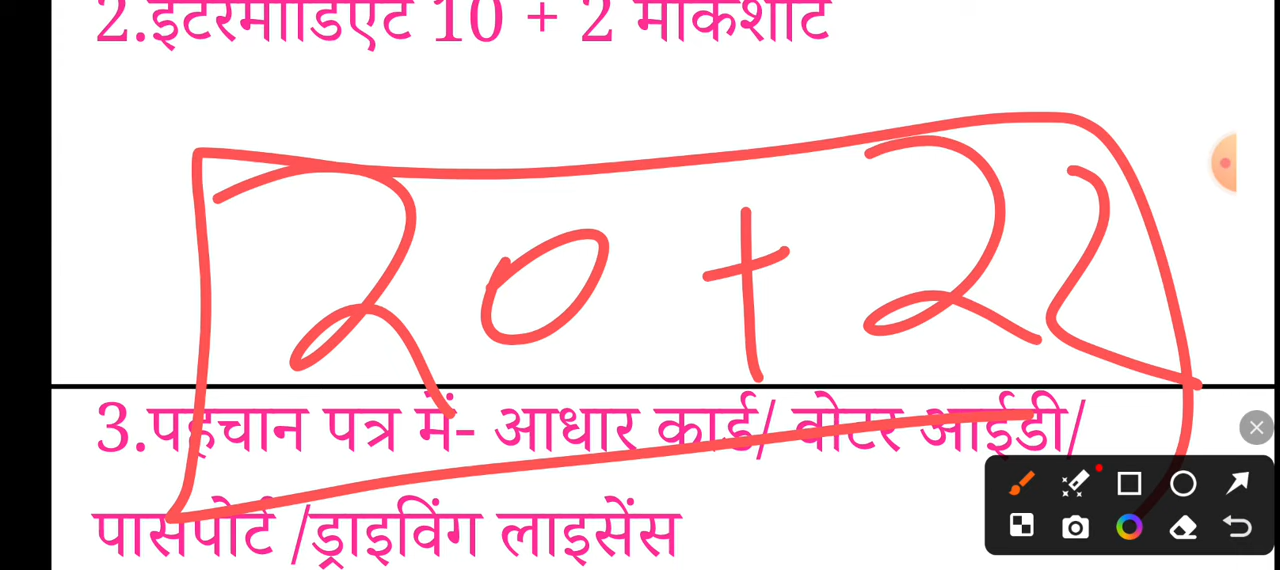 2.इंटरमीडिएट 10 + 2 मार्कशीट
20 + 22
3.पहचान पत्र में- आधार कार्ड/ वोटर आईडी/
पासपोर्ट /ड्राइविंग लाइसेंस